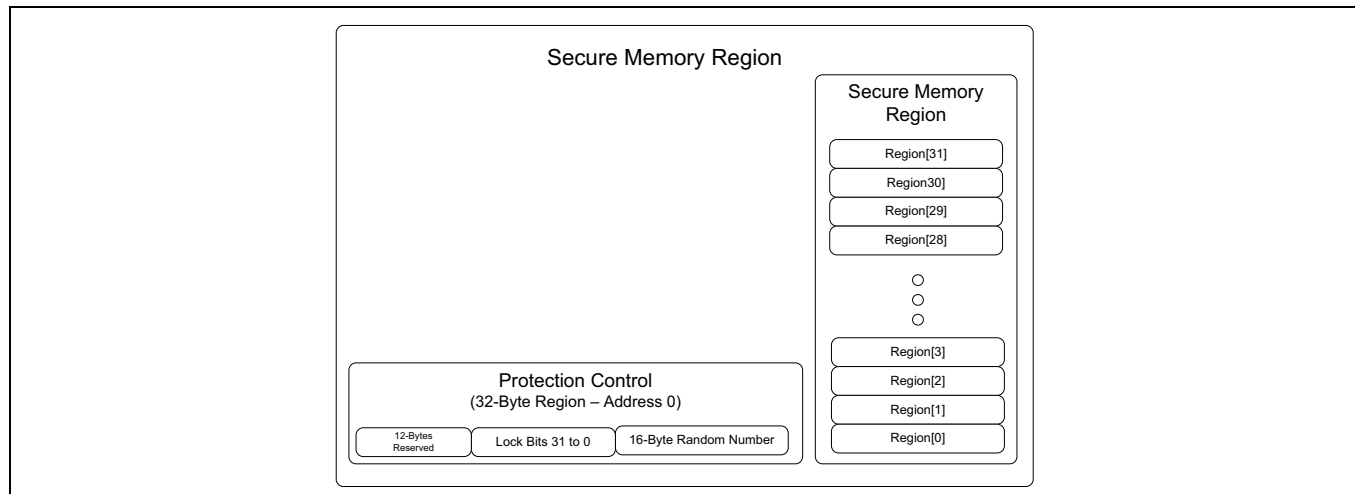 Secure Memory Region
Secure Memory
Region
Region[31]
Region30]
Region[29]
Region[28]
Region[3]
Region[2]
Region[1]
Region[0]
Protection Control
(32-Byte Region – Address 0)
12-Bytes
Reserved
Lock Bits 31 to 0
16-Byte Random Number